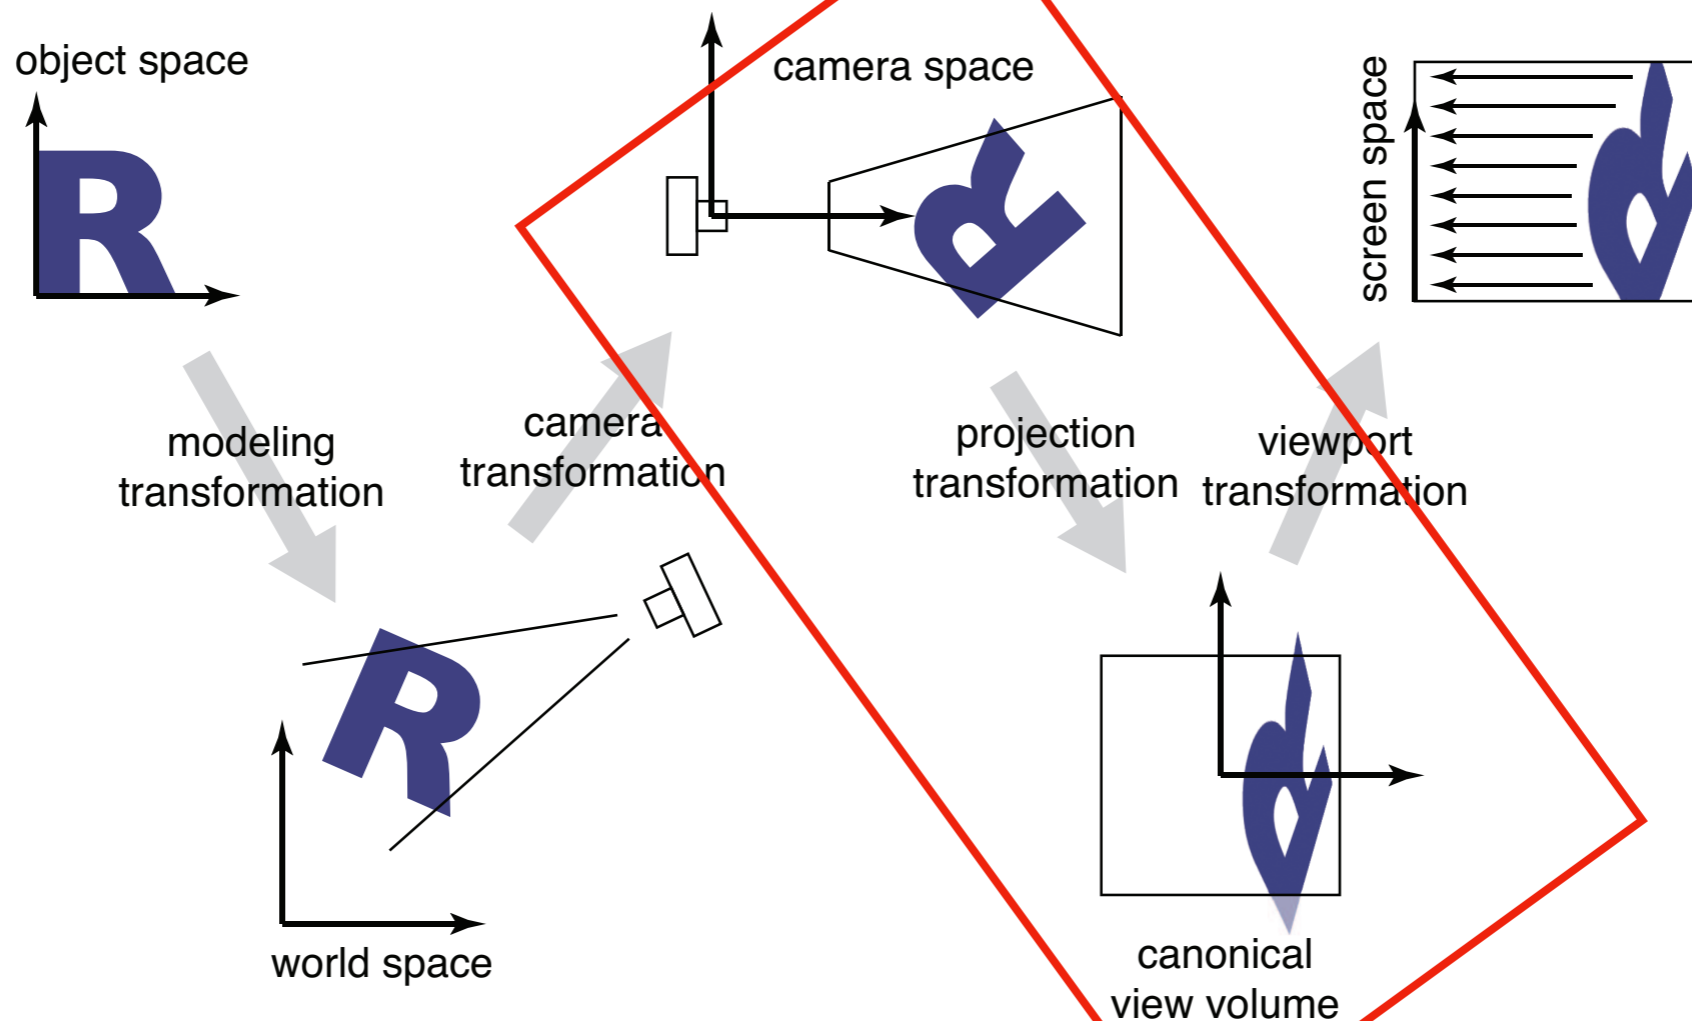 object space
camera space
screen space
modeling
transformation
camera
transformation
projection
transformation
viewport
transformation
world space
canonical
view volume